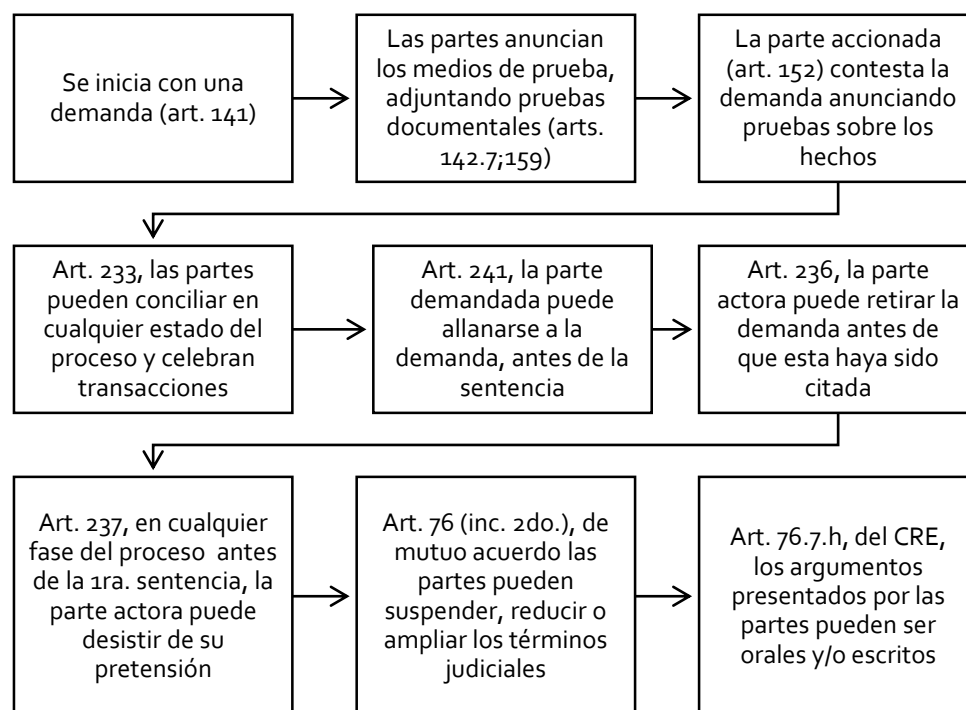 Se inicia con una
demanda (art. 141)
Las partes anuncian
los medios de prueba,
adjuntando pruebas
documentales (arts.
142.7;159)
La parte accionada
(art. 152) contesta la
demanda anunciando
pruebas sobre los
hechos
Art. 233, las partes
pueden conciliar en
cualquier estado del
proceso y celebran
transacciones
Art. 241, la parte
demandada puede
allanarse a la
demanda, antes de la
sentencia
Art. 236, la parte
actora puede retirar la
demanda antes de
que esta haya sido
citada
Art. 237, en cualquier
fase del proceso antes
de la 1ra. sentencia, la
parte actora puede
desistir de su
pretensión
Art. 76 (inc. 2do.), de
mutuo acuerdo las
partes pueden
suspender, reducir o
ampliar los términos
judiciales
Art. 76.7.h, del CRE,
los argumentos
presentados por las
partes pueden ser
orales y/o escritos